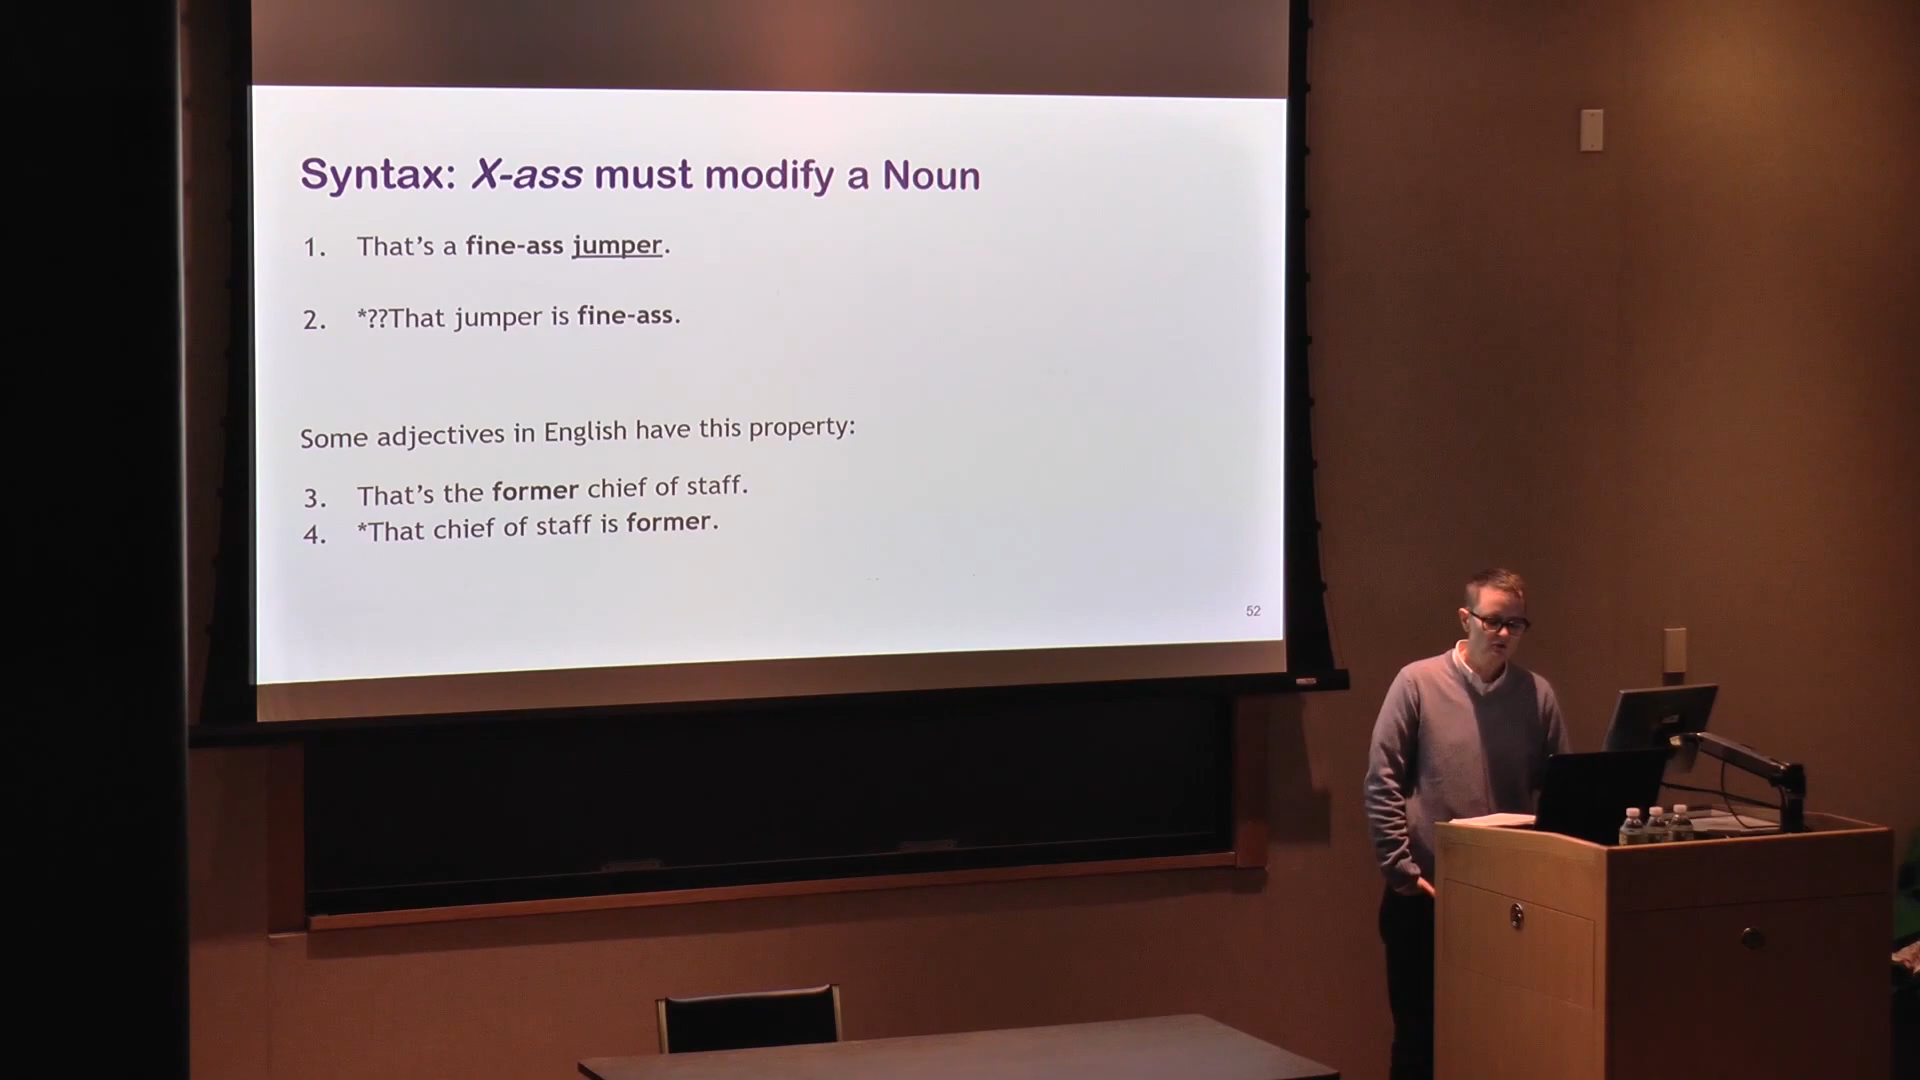 Syntax: X-ass must modify a Noun
1. That's a fine-ass jumper.
2. *??That jumper is fine-ass.
Some adjectives in English have this property:
3. That's the former chief of staff.
4. *That chief of staff is former.
52